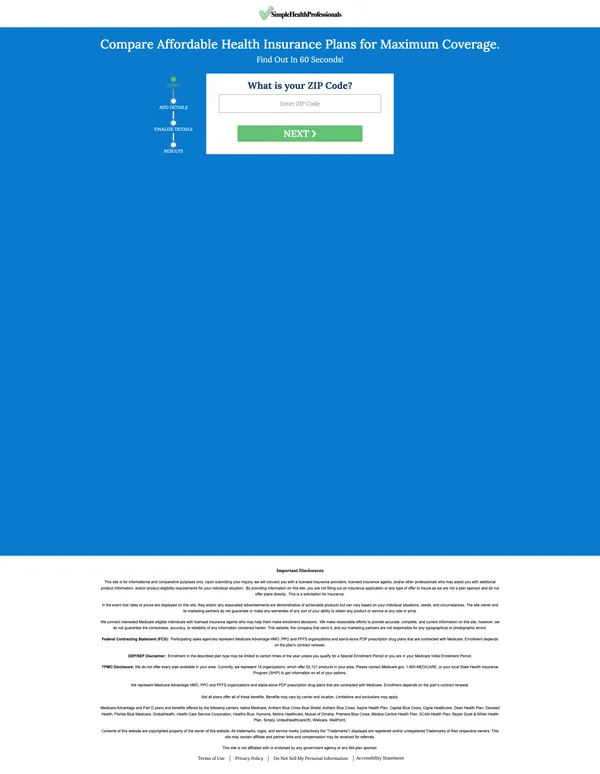 SimpleHealthProfessionals
Compare Affordable Health Insurance Plans for Maximum Coverage.
Find Out In 60 Seconds!
What is your ZIP Code?
Enter ZIP Code
NEXT
ADD DETAILS
FINALIZE DETAILS
RESULTS
Important Disclosures
This site is for informational and comparative purposes only. Upon submitting your inquiry, we will connect you with a licensed insurance providers, licensed insurance agents, and/or other professionals who may assist you with additional
product information, and/or product eligibility requirements for your individual situation. By providing information on this site, you are not filling out an insurance application or any type of offer to insure as we are not a plan sponsor and do not
offer plans directly. This is a solicitation for insurance.
In the event that rates or prices are displayed on this site, they and/or any associated advertisements are demonstrative of achievable products but can vary based on your individual situations, needs, and circumstances. The site owner and
its marketing partners do not guarantee or make any warranties of any sort of your ability to obtain any product or service at any rate or price.
We connect interested Medicare eligible individuals with licensed insurance agents who may help them make enrollment decisions. We make reasonable efforts to provide accurate, complete, and current information on this site, however, we
do not guarantee the correctness, accuracy, or reliability of any information contained herein. This website, the company that owns it, and our marketing partners are not responsible for any typographical or photographic errors.
Federal Contracting Statement (FCS): Participating sales agencies represent Medicare Advantage HMO, PPO and PFFS organizations and stand-alone PDP prescription drug plans that are contracted with Medicare. Enrollment depends
on the plan's contract renewal.
OEP/SEP Disclaimer: Enrollment in the described plan type may be limited to certain times of the year unless you qualify for a Special Enrollment Period or you are in your Medicare Initial Enrollment Period.
TPMO Disclosure: We do not offer every plan available in your area. Currently, we represent 18 organizations, which offer 52,101 products in your area. Please contact Medicare.gov, 1-800-MEDICARE, or your local State Health Insurance
Program (SHIP) to get information on all of your options.
We represent Medicare Advantage HMO, PPO and PFFS organizations and stand-alone PDP prescription drug plans that are contracted with Medicare. Enrollment depends on the plan's contract renewal.
Not all plans offer all of these benefits. Benefits may vary by carrier and location. Limitations and exclusions may apply.
Medicare Advantage and Part D plans and benefits offered by the following carriers: Aetna Medicare, Anthem Blue Cross Blue Shield, Anthem Blue Cross, Aspire Health Plan, Capital Blue Cross, Cigna Healthcare, Dean Health Plan, Devoted
Health, Florida Blue Medicare, GlobalHealth, Health Care Service Corporation, Healthy Blue, Humana, Molina Healthcare, Mutual of Omaha, Premera Blue Cross, Medica Central Health Plan, SCAN Health Plan, Baylor Scott & White Health
Plan, Simply, UnitedHealthcare(R), Wellcare, WellPoint
Contents of this website are copyrighted property of the owner of this website. All trademarks, logos, and service marks (collectively the "Trademarks") displayed are registered and/or unregistered Trademarks of their respective owners. This
site may contain affiliate and partner links and compensation may be received for referrals.
This site is not affiliated with or endorsed by any government agency or any MA plan sponsor.
Terms of Use | Privacy Policy | Do Not Sell My Personal Information | Accessibility Statement